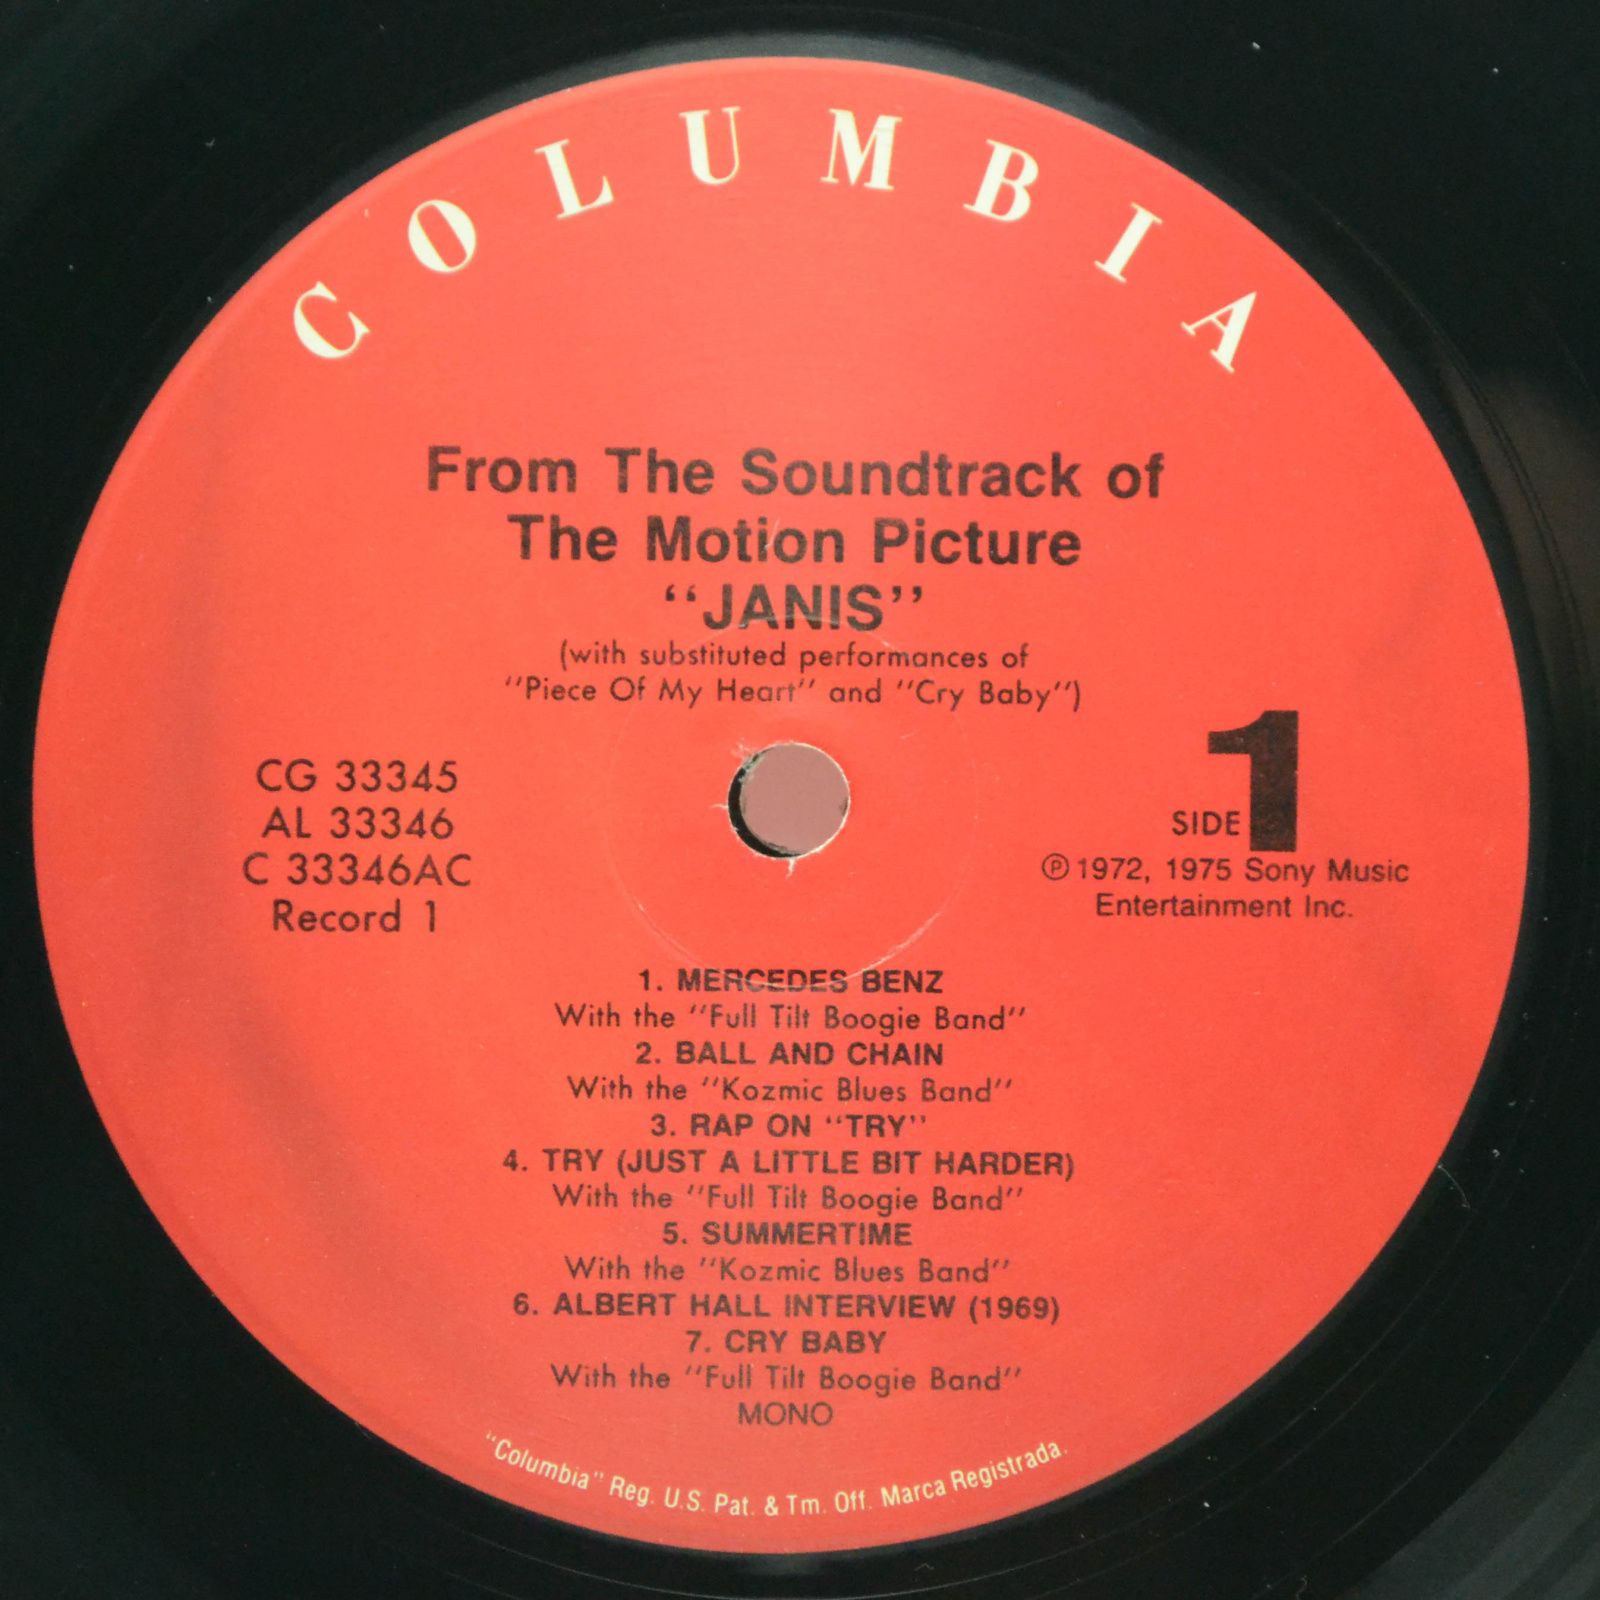 COLUMBIA
From The Soundtrack of
The Motion Picture
"JANIS"
(with substituted performances of
"Piece Of My Heart" and "Cry Baby")
CG 33345
AL 33346
C 33346AC
Record 1
SIDE 1
℗ 1972, 1975 Sony Music
Entertainment Inc.
1. MERCEDES BENZ
With the "Full Tilt Boogie Band"
2. BALL AND CHAIN
With the "Kozmic Blues Band"
3. RAP ON "TRY"
4. TRY (JUST A LITTLE BIT HARDER)
With the "Full Tilt Boogie Band"
5. SUMMERTIME
With the "Kozmic Blues Band"
6. ALBERT HALL INTERVIEW (1969)
7. CRY BABY
With the "Full Tilt Boogie Band"
MONO
"Columbia" Reg. U.S. Pat. & Tm. Off. Marca Registrada.